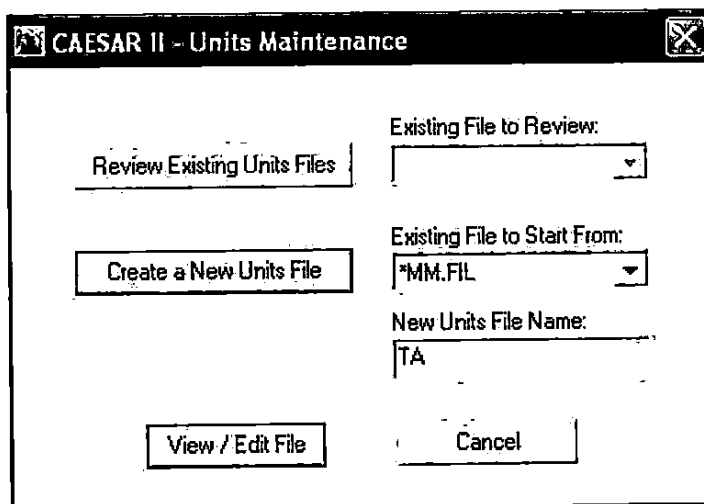 CAESAR II - Units Maintenance
Existing File to Review:
Review Existing Units Files
Existing File to Start From:
Create a New Units File
*MM.FIL
New Units File Name:
TA
View / Edit File
Cancel